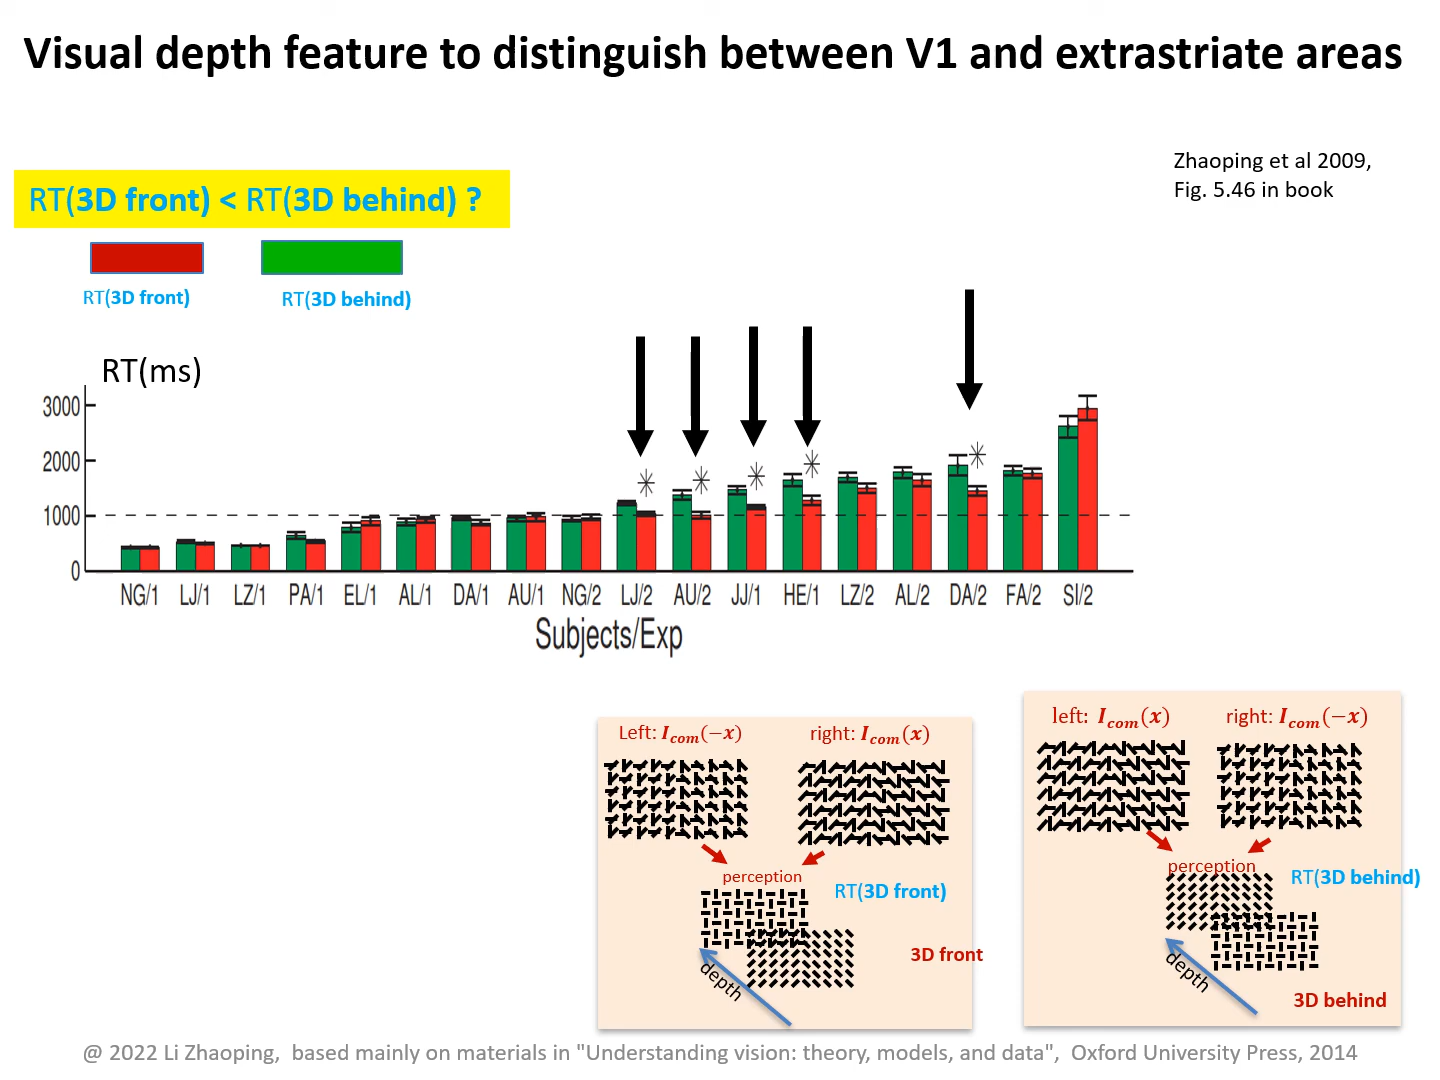 Visual depth feature to distinguish between V1 and extrastriate areas
Zhaoping et al 2009,
Fig. 5.46 in book
RT(3D front) < RT(3D behind) ?
RT(3D front)
RT(3D behind)
RT(ms)
3000
2000
1000
0
NG/1 LJ/1 LZ/1 PA/1 EL/1 AL/1 DA/1 AU/1 NG/2 LJ/2 AU/2 JJ/1 HE/1 LZ/2 AL/2 DA/2 FA/2 SI/2
Subjects/Exp
Left: I_com(−x)
right: I_com(x)
perception
RT(3D front)
3D front
depth
left: I_com(x)
right: I_com(−x)
perception
RT(3D behind)
depth
3D behind
@ 2022 Li Zhaoping, based mainly on materials in "Understanding vision: theory, models, and data", Oxford University Press, 2014